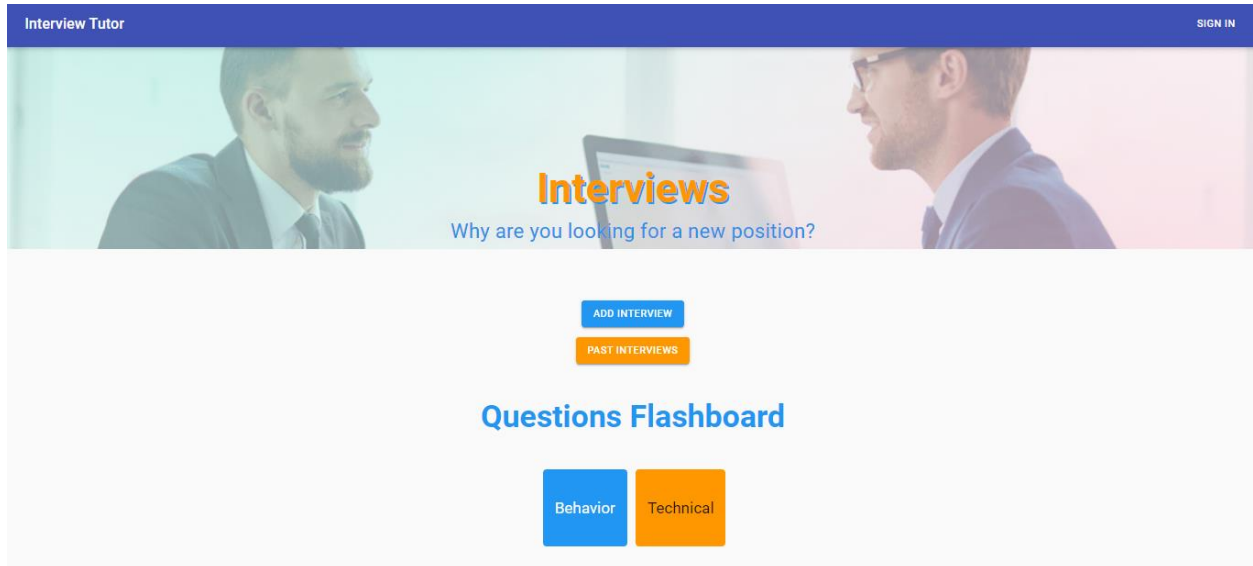 Interview Tutor
SIGN IN
Interviews
Why are you looking for a new position?
ADD INTERVIEW
PAST INTERVIEWS
Questions Flashboard
Behavior
Technical